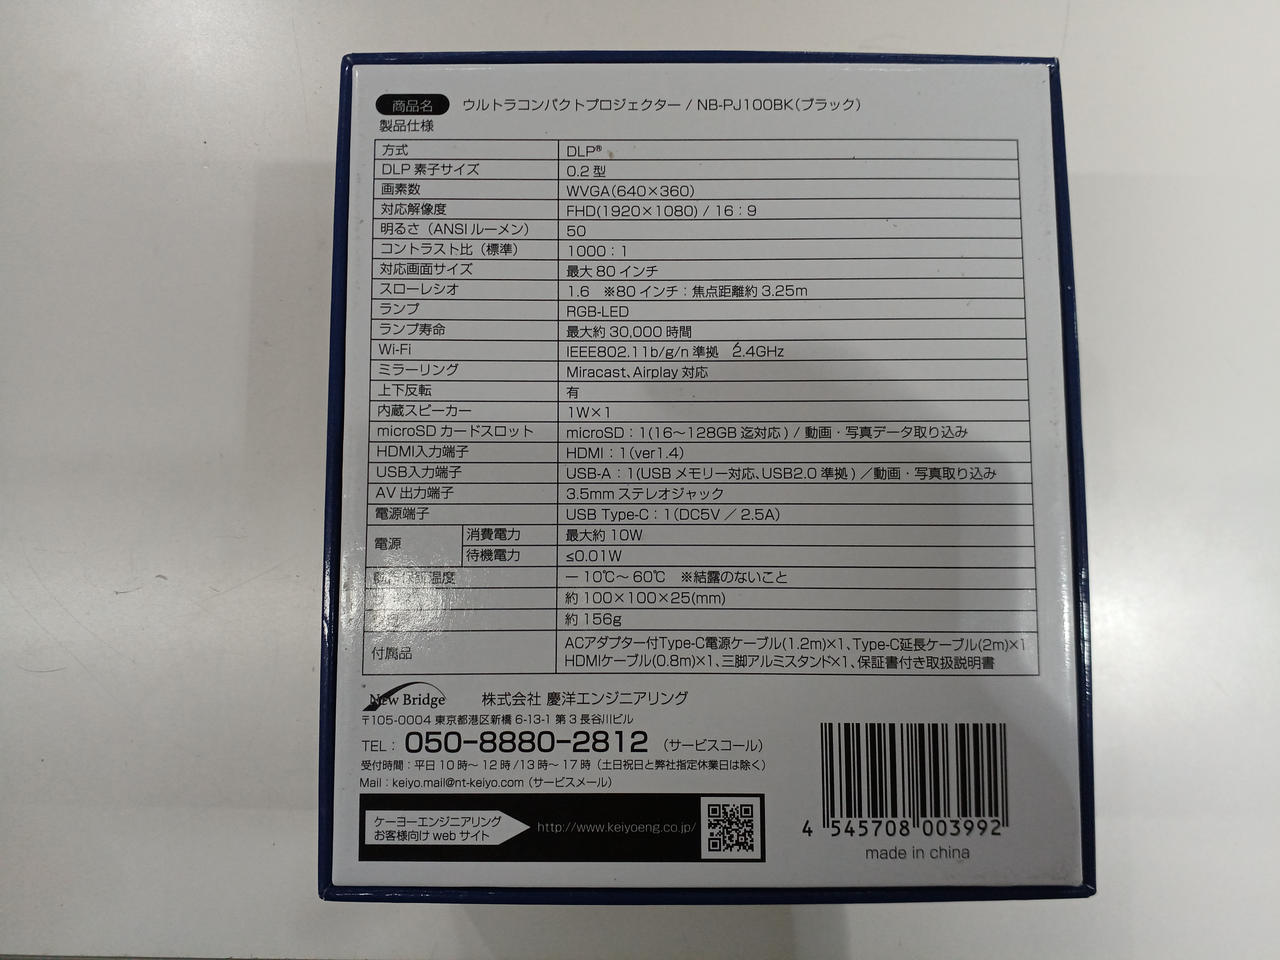 商品名 ウルトラコンパクトプロジェクター / NB-PJ100BK(ブラック)
製品仕様
方式 DLP®
DLP 素子サイズ 0.2 型
画素数 WVGA(640×360)
対応解像度 FHD(1920×1080) / 16:9
明るさ(ANSI ルーメン) 50
コントラスト比(標準) 1000:1
対応画面サイズ 最大 80 インチ
スローレシオ 1.6 ※80 インチ:焦点距離約 3.25m
ランプ RGB-LED
ランプ寿命 最大約 30,000 時間
Wi-Fi IEEE802.11b/g/n 準拠 2.4GHz
ミラーリング Miracast、Airplay 対応
上下反転 有
内蔵スピーカー 1W×1
microSD カードスロット microSD:1(16〜128GB 迄対応) / 動画・写真データ取り込み
HDMI入力端子 HDMI:1(ver1.4)
USB入力端子 USB-A:1(USB メモリー対応、USB2.0 準拠) /動画・写真取り込み
AV 出力端子 3.5mm ステレオジャック
電源端子 USB Type-C:1(DC5V / 2.5A)
電源 消費電力 最大約 10W
待機電力 ≤0.01W
温度 ー 10℃〜 60℃ ※結露のないこと
約 100×100×25(mm)
約 156g
付属品 ACアダプター付Type-C電源ケーブル(1.2m)×1、Type-C延長ケーブル(2m)×1
HDMIケーブル(0.8m)×1、三脚アルミスタンド×1、保証書付き取扱説明書
New Bridge 株式会社 慶洋エンジニアリング
〒105-0004 東京都港区新橋 6-13-1 第 3 長谷川ビル
TEL: 050-8880-2812 (サービスコール)
受付時間:平日 10 時〜 12 時 /13 時〜 17 時(土日祝日と弊社指定休業日は除く)
Mail:keiyo.mail@nt-keiyo.com(サービスメール)
ケーヨーエンジニアリング
お客様向け web サイト
http://www.keiyoeng.co.jp/
4 545708 003992
made in china